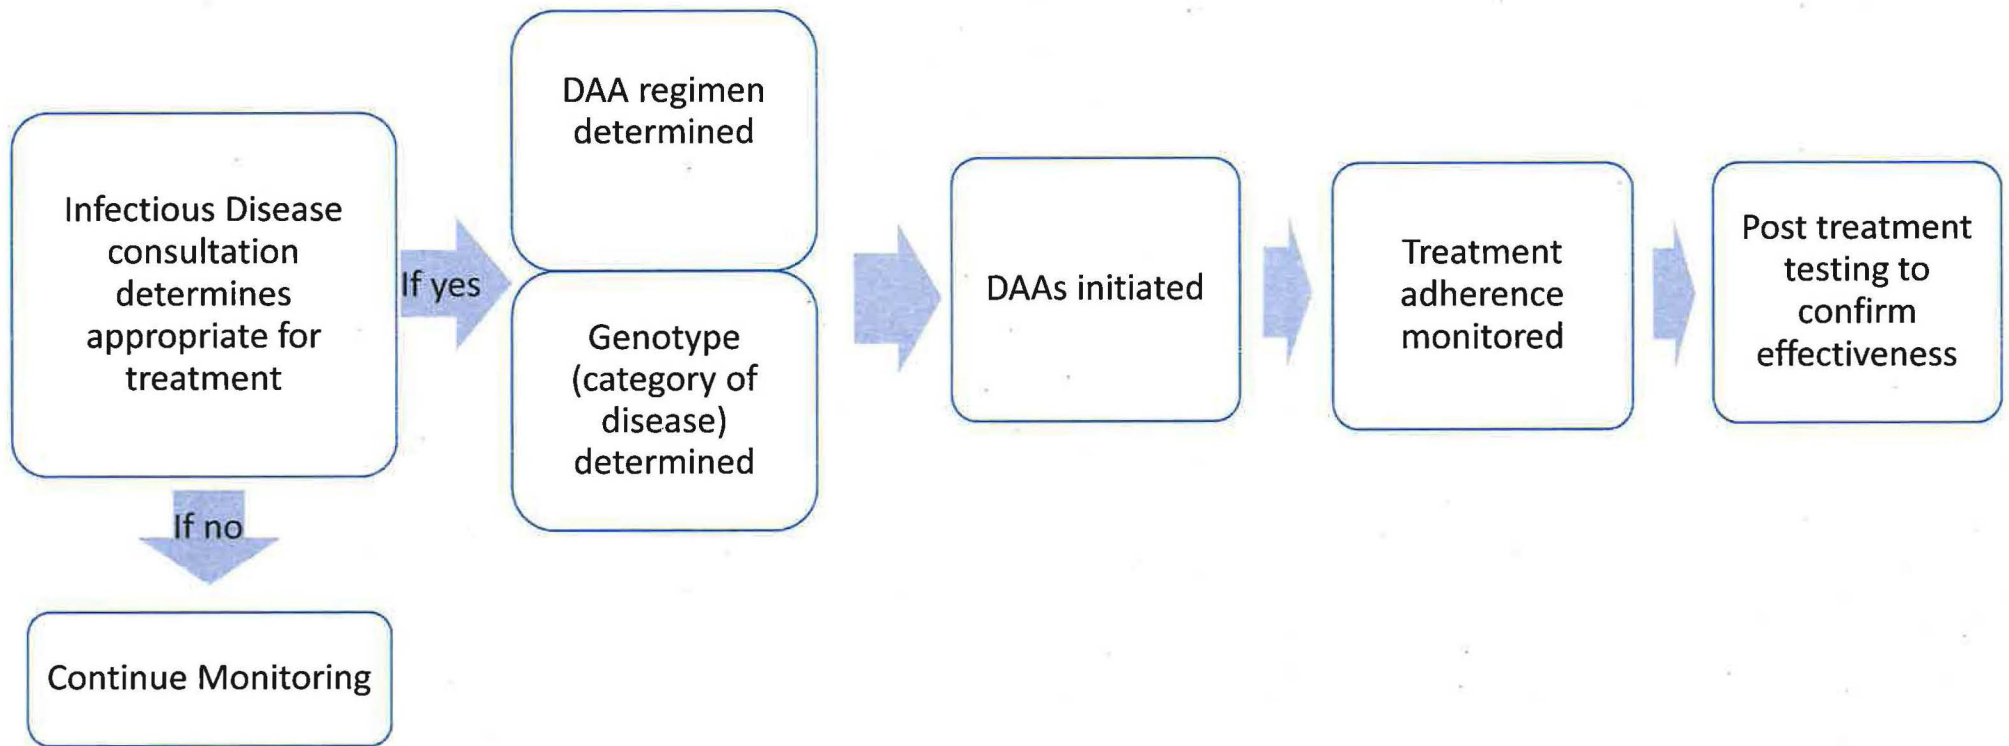 Infectious Disease
consultation
determines
appropriate for
treatment
If yes
If no
Continue Monitoring
DAA regimen
determined
Genotype
(category of
disease)
determined
DAAs initiated
Treatment
adherence
monitored
Post treatment
testing to
confirm
effectiveness